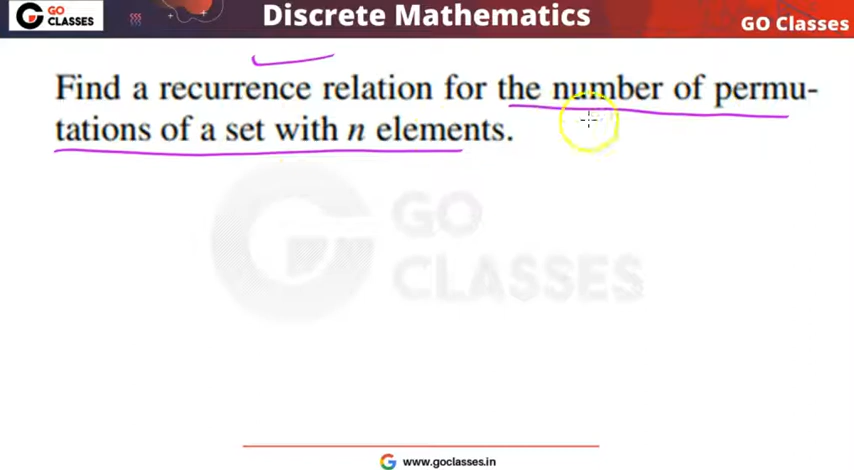 GO
CLASSES
Discrete Mathematics
GO Classes
Find a recurrence relation for the number of permu-
tations of a set with n elements.
GO
CLASSES
www.goclasses.in